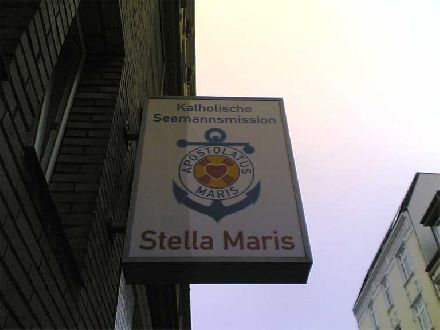 Katholische
Seemannsmission
APOSTOLATUS
MARIS
Stella Maris